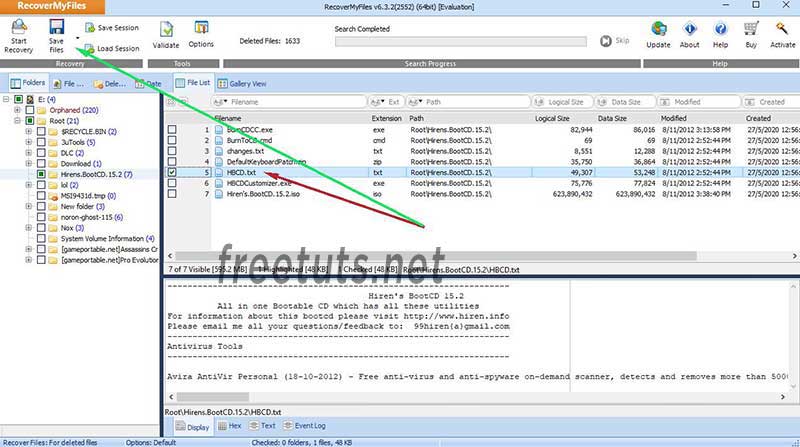 RecoverMyFiles
RecoverMyFiles v6.3.2(2552) (64bit) [Evaluation]
Start Recovery
Save Files
Save Session
Load Session
Validate
Options
Deleted Files: 1633
Search Completed
Skip
Update
About
Help
Buy
Activate
Recovery
Tools
Search Progress
Help
Folders
File ...
Dele...
Date
File List
Gallery View
E: (4)
Orphaned (220)
Root (21)
$RECYCLE.BIN (2)
3uTools (5)
DLC (2)
Download (1)
Hirens.BootCD.15.2 (7)
lol (2)
MSI9431d.tmp (0)
New folder (3)
noron-ghost-115 (6)
Nox (3)
System Volume Information (4)
[gameportable.net]Assassins Cr
[gameportable.net]Pro Evolution
Filename
Ext
Path
Logical Size
Data Size
Modified
Created
Filename Extension Path Logical Size Data Size Modified Created
1 BurnCDCC.exe exe Root\Hirens.BootCD.15.2\ 82,944 86,016 8/11/2012 3:13:58 PM 27/5/2020 12:56:
2 BurnToCD.cmd cmd Root\Hirens.BootCD.15.2\ 69 69 8/11/2012 2:52:44 PM 27/5/2020 12:56:
3 changes.txt txt Root\Hirens.BootCD.15.2\ 8,551 12,288 8/11/2012 2:52:44 PM 27/5/2020 12:56:
4 zip Root\Hirens.BootCD.15.2\ 35,750 36,864 8/11/2012 2:52:44 PM 27/5/2020 12:56:
5 HBCD.txt txt Root\Hirens.BootCD.15.2\ 49,307 53,248 8/11/2012 2:52:44 PM 27/5/2020 12:56:
6 HBCDCustomizer.exe exe Root\Hirens.BootCD.15.2\ 75,776 77,824 8/11/2012 2:52:44 PM 27/5/2020 12:56:
7 Hiren's.BootCD.15.2.iso iso Root\Hirens.BootCD.15.2\ 623,890,432 623,890,432 8/11/2012 2:52:44 PM 27/5/2020 12:56:
freetuts.net
7 of 7 Visible [595.2 MB] 1 Highlighted [48 KB] 1 Checked [48 KB] Root\Hirens.BootCD.15.2\HBCD.txt
Hiren's BootCD 15.2
All in one Bootable CD which has all these utilities
For information about this booted please visit http://www.hiren.info
Please email me all your questions/feedback to: 99hiren{a}gmail.com
Antivirus Tools
Avira AntiVir Personal (18-10-2012) - Free anti-virus and anti-spyware on-demand scanner, detects and removes more than 5000
Root\Hirens.BootCD.15.2\HBCD.txt
Display
Hex
Text
Event Log
Recover Files: For deleted files
Options: Default
Checked: 0 folders, 1 files, 48 KB